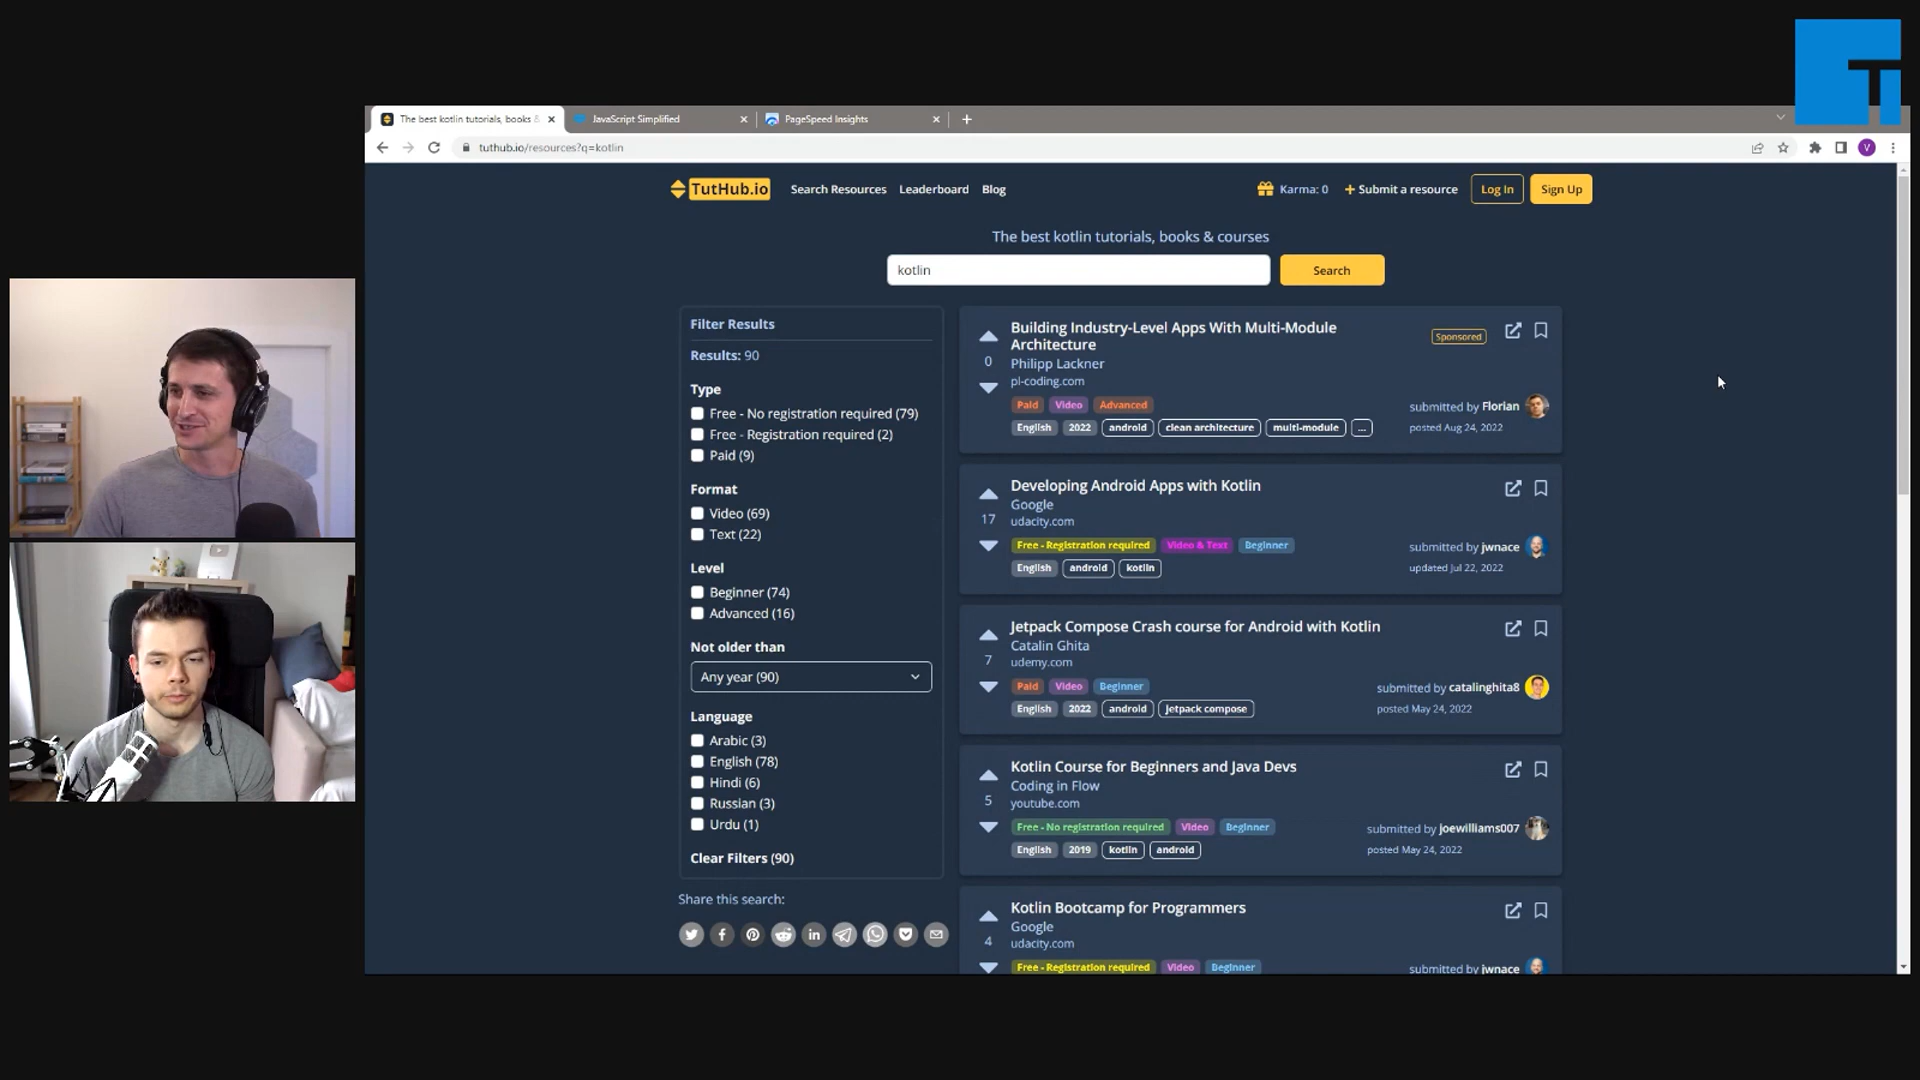 The best kotlin tutorials, books &
JavaScript Simplified
PageSpeed Insights
tuthub.io/resources?q=kotlin
V
T
TutHub.io
Search Resources
Leaderboard
Blog
Karma: 0
+ Submit a resource
Log In
Sign Up
The best kotlin tutorials, books & courses
kotlin
Search
Filter Results
Results: 90
Type
Free - No registration required (79)
Free - Registration required (2)
Paid (9)
Format
Video (69)
Text (22)
Level
Beginner (74)
Advanced (16)
Not older than
Any year (90)
Language
Arabic (3)
English (78)
Hindi (6)
Russian (3)
Urdu (1)
Clear Filters (90)
Share this search:
Building Industry-Level Apps With Multi-Module
Architecture
Sponsored
0
Philipp Lackner
pl-coding.com
Paid Video Advanced
submitted by Florian
English 2022 android clean architecture multi-module ...
posted Aug 24, 2022
Developing Android Apps with Kotlin
Google
17
udacity.com
Free - Registration required Video & Text Beginner
submitted by jwnace
English android kotlin
updated Jul 22, 2022
Jetpack Compose Crash course for Android with Kotlin
Catalin Ghita
7
udemy.com
Paid Video Beginner
submitted by catalinghita8
English 2022 android jetpack compose
posted May 24, 2022
Kotlin Course for Beginners and Java Devs
Coding in Flow
5
youtube.com
Free - No registration required Video Beginner
submitted by joewilliams007
English 2019 kotlin android
posted May 24, 2022
Kotlin Bootcamp for Programmers
Google
4
udacity.com
Free - Registration required Video Beginner
submitted by jwnace